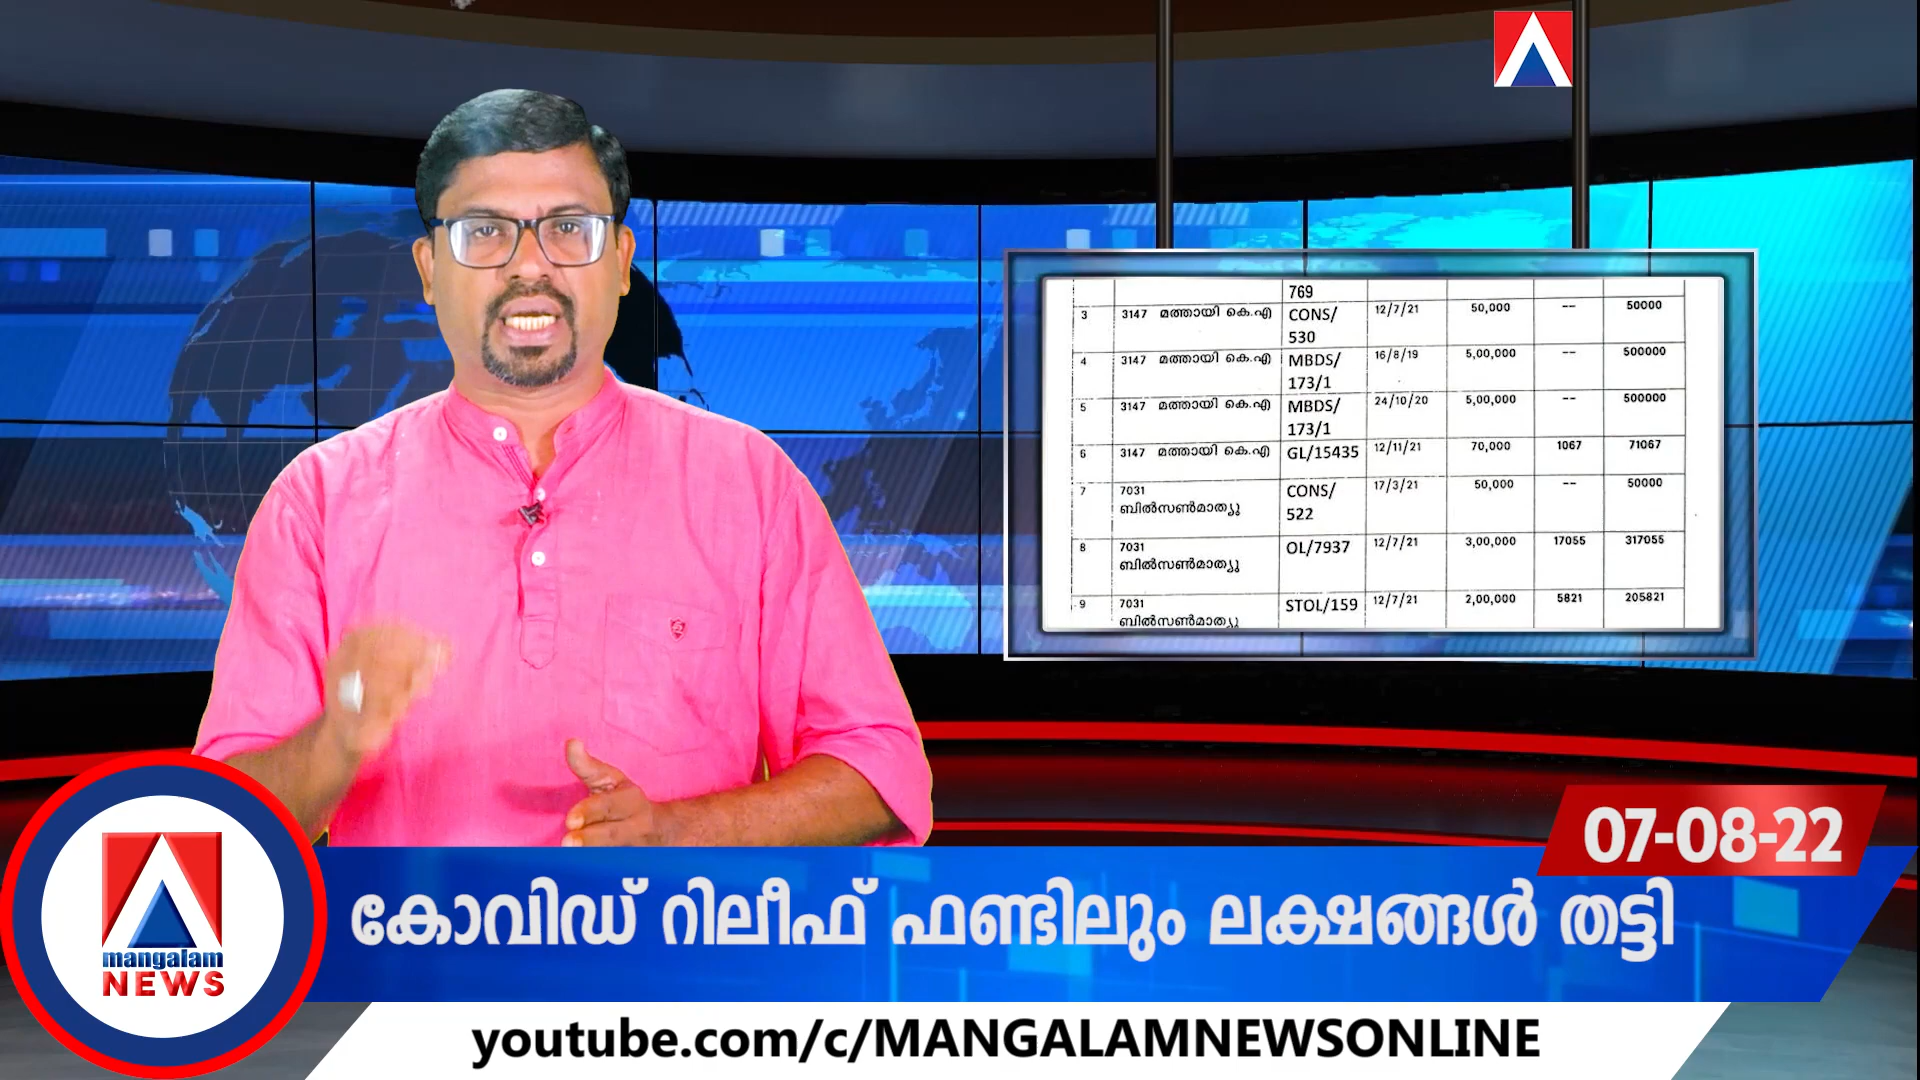 769
3 3147 മത്തായി കെ.എ CONS/ 12/7/21 50,000 -- 50000
530
4 3147 മത്തായി കെ.എ MBDS/ 16/8/19 5,00,000 -- 500000
173/1
5 3147 മത്തായി കെ.എ MBDS/ 24/10/20 5,00,000 -- 500000
173/1
6 3147 മത്തായി കെ.എ GL/15435 12/11/21 70,000 1067 71067
7 7031 CONS/ 17/3/21 50,000 -- 50000
ബിൽസൺമാത്യൂ 522
8 7031 OL/7937 12/7/21 3,00,000 17055 317055
ബിൽസൺമാത്യൂ
9 7031 STOL/159 12/7/21 2,00,000 5821 205821
ബിൽസൺമാത്യൂ
07-08-22
കോവിഡ് റിലീഫ് ഫണ്ടിലും ലക്ഷങ്ങൾ തട്ടി
mangalam
NEWS
youtube.com/c/MANGALAMNEWSONLINE